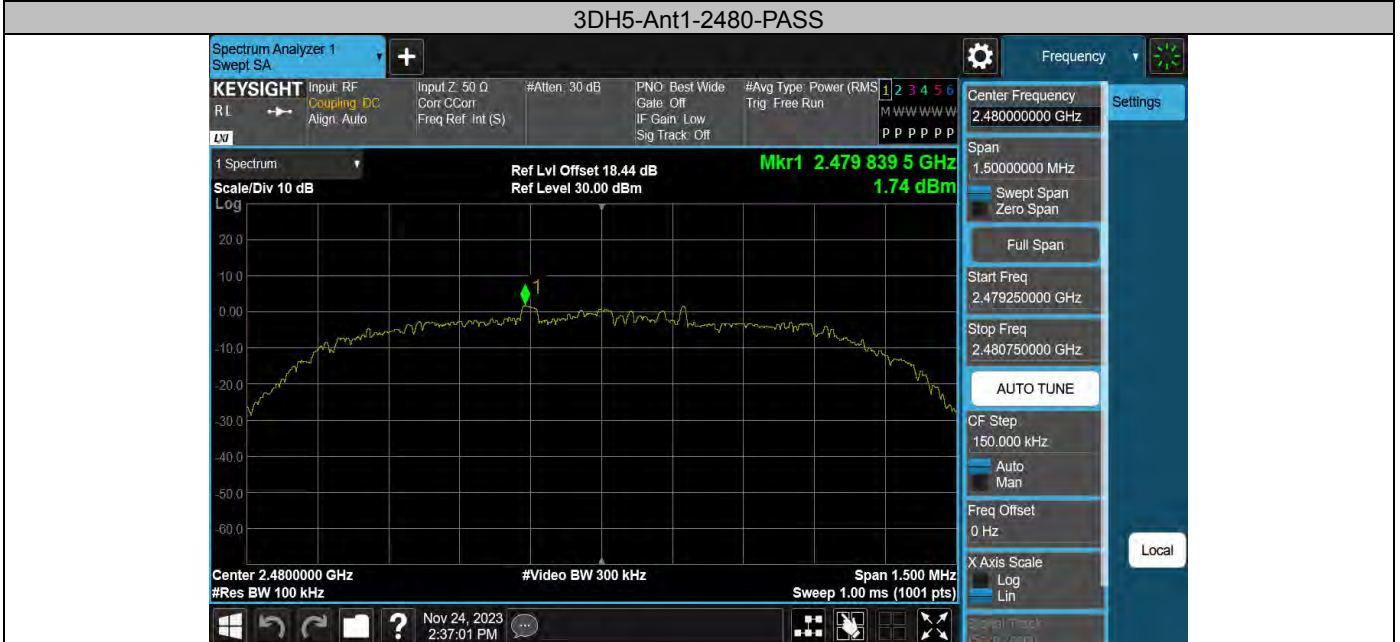 3DH5-Ant1-2480-PASS
Spectrum Analyzer 1
Swept SA
+
Frequency
KEYSIGHT
RL
LXI
Input: RF
Coupling: DC
Align: Auto
Input Z: 50 Ω
Corr CCorr
Freq Ref: Int (S)
#Atten: 30 dB
PNO: Best Wide
Gate: Off
IF Gain: Low
Sig Track: Off
#Avg Type: Power (RMS
Trig: Free Run
1 2 3 4 5 6
M W W W W W
P P P P P P
Center Frequency
2.480000000 GHz
Settings
Span
1.50000000 MHz
Swept Span
Zero Span
Full Span
Start Freq
2.479250000 GHz
Stop Freq
2.480750000 GHz
AUTO TUNE
CF Step
150.000 kHz
Auto
Man
Freq Offset
0 Hz
X Axis Scale
Log
Lin
Signal Track
Local
1 Spectrum
Scale/Div 10 dB
Log
Ref Lvl Offset 18.44 dB
Ref Level 30.00 dBm
Mkr1 2.479 839 5 GHz
1.74 dBm
20.0
10.0
0.00
-10.0
-20.0
-30.0
-40.0
-50.0
-60.0
1
Center 2.4800000 GHz
#Res BW 100 kHz
#Video BW 300 kHz
Span 1.500 MHz
Sweep 1.00 ms (1001 pts)
?
Nov 24, 2023
2:37:01 PM